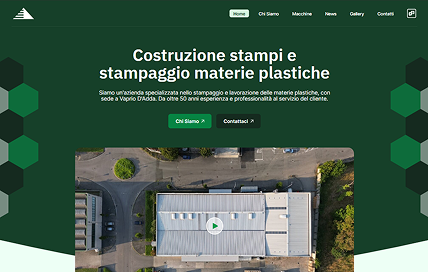 Home Chi Siamo Macchine News Gallery Contatti
Costruzione stampi e
stampaggio materie plastiche
Siamo un'azienda specializzata nello stampaggio e lavorazione delle materie plastiche, con
sede a Vaprio D'Adda. Da oltre 50 anni esperienza e professionalità al servizio del cliente.
Chi Siamo ↗ Contattaci ↗